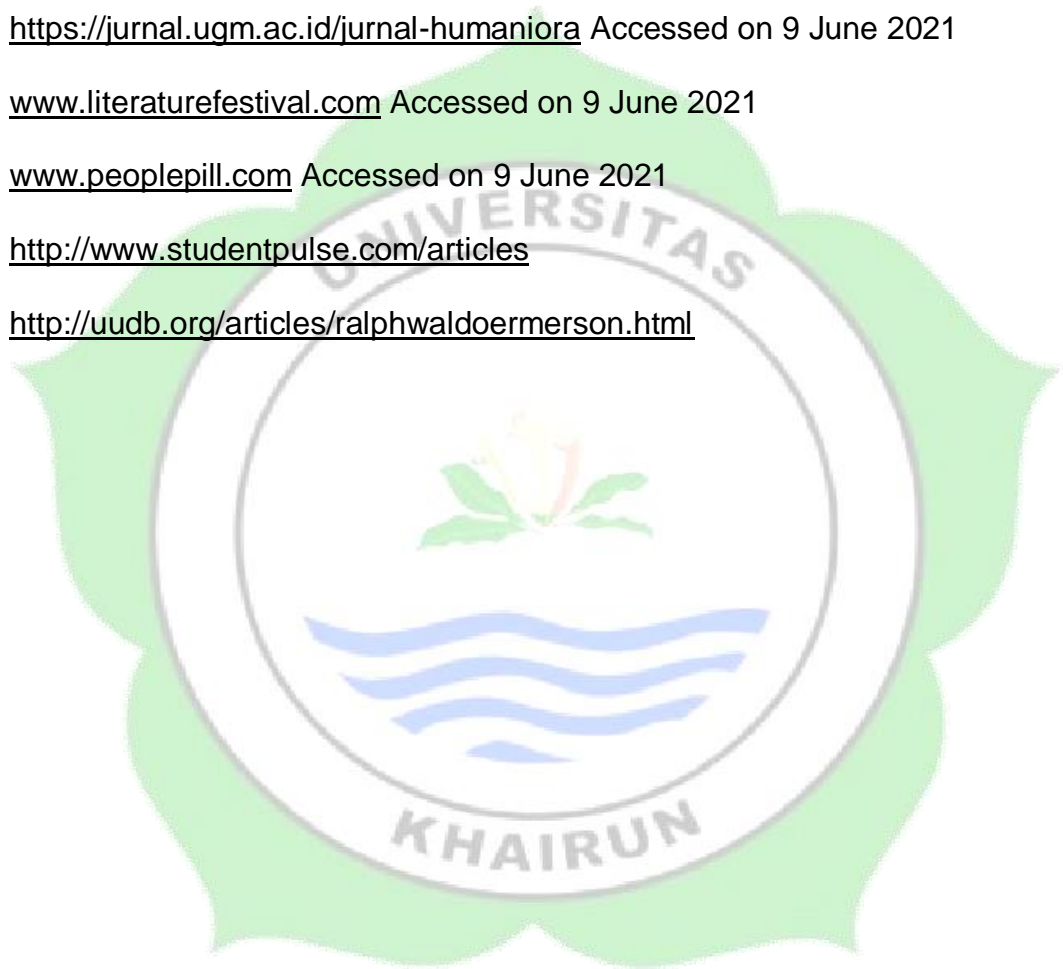 https://jurnal.ugm.ac.id/jurnal-humaniora Accessed on 9 June 2021
www.literaturefestival.com Accessed on 9 June 2021
www.peoplepill.com Accessed on 9 June 2021
UNIVERSITAS
http://www.studentpulse.com/articles
http://uudb.org/articles/ralphwaldoermerson.html
KHAIRUN